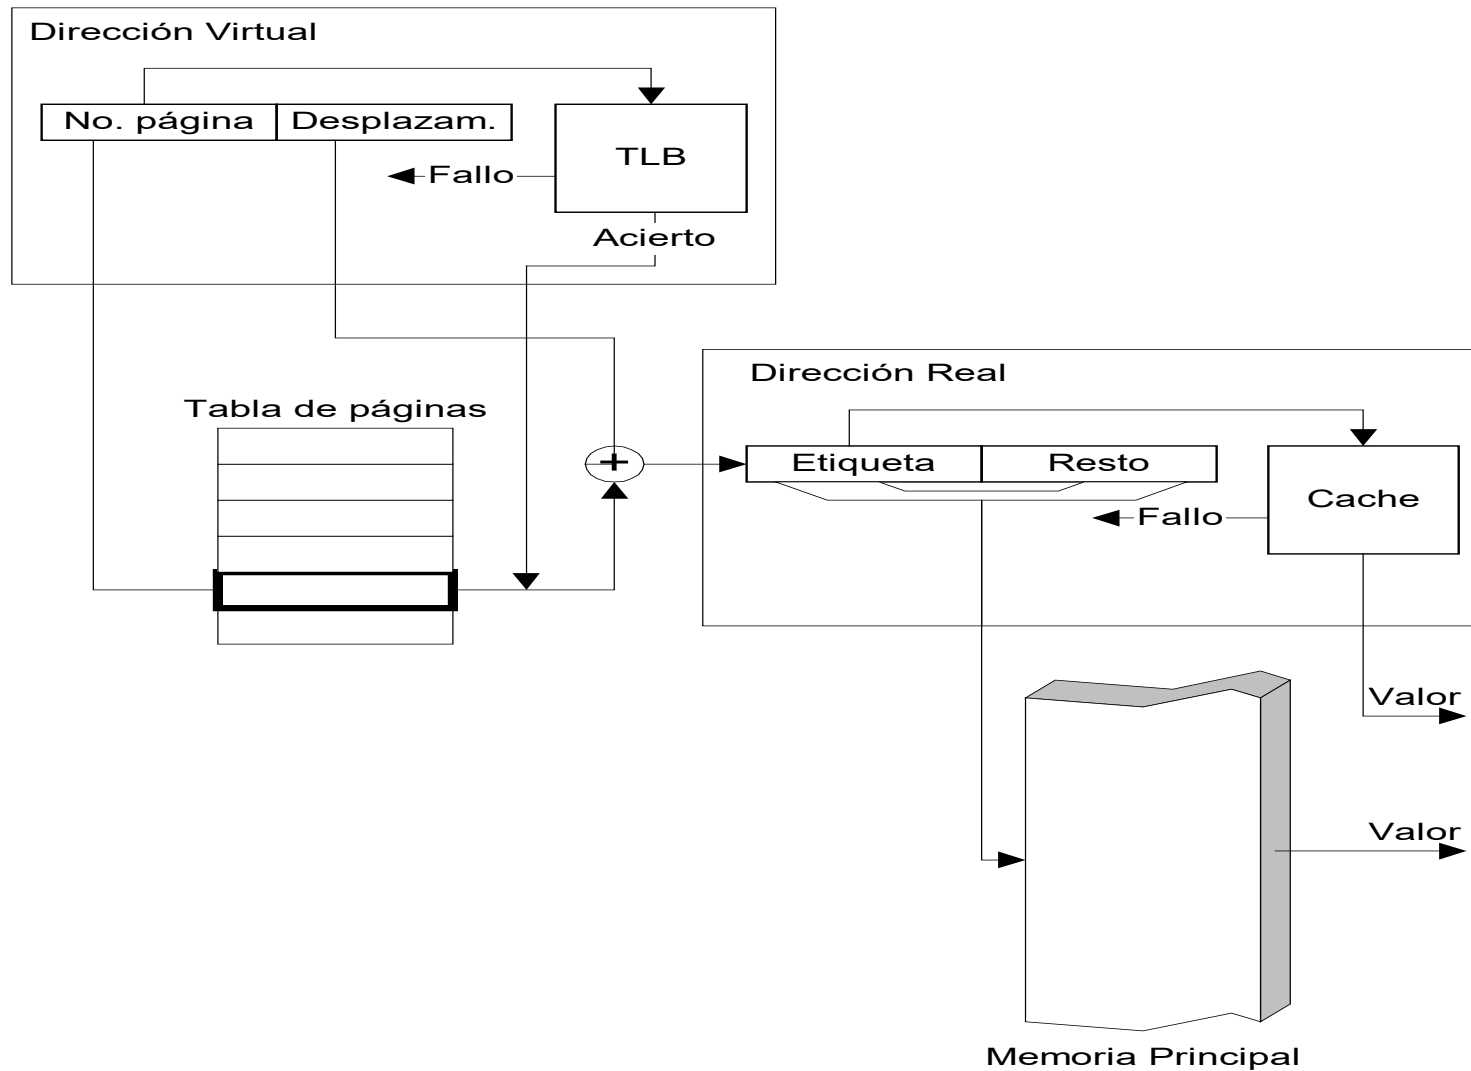 Dirección Virtual
No. página
Desplazam.
TLB
Fallo
Acierto
Dirección Real
Tabla de páginas
+
Etiqueta
Resto
Cache
Fallo
Valor
Valor
Memoria Principal